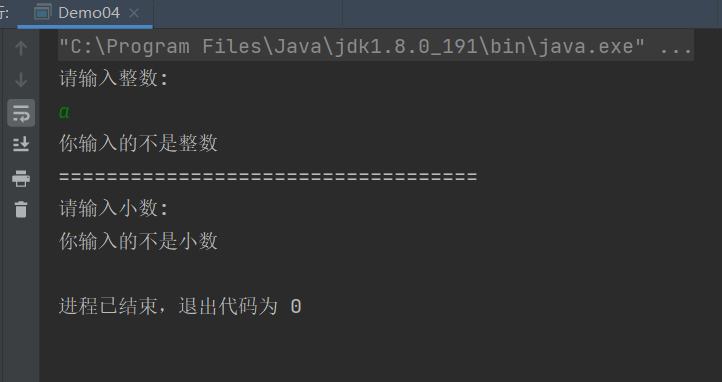 行: Demo04
"C:\Program Files\Java\jdk1.8.0_191\bin\java.exe" ...
请输入整数:
a
你输入的不是整数
===================================
请输入小数:
你输入的不是小数
进程已结束，退出代码为 0